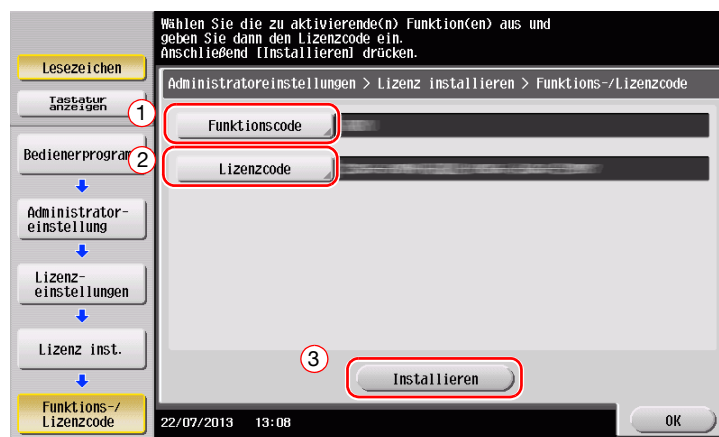 Wählen Sie die zu aktivierende(n) Funktion(en) aus und
geben Sie dann den Lizenzcode ein.
Anschließend [Installieren] drücken.
Lesezeichen
Tastatur
anzeigen
Bedienerprogram
Administrator-
einstellung
Lizenz-
einstellungen
Lizenz inst.
Funktions-/
Lizenzcode
Administratoreinstellungen > Lizenz installieren > Funktions-/Lizenzcode
1
Funktionscode
2
Lizenzcode
3
Installieren
22/07/2013 13:08
OK